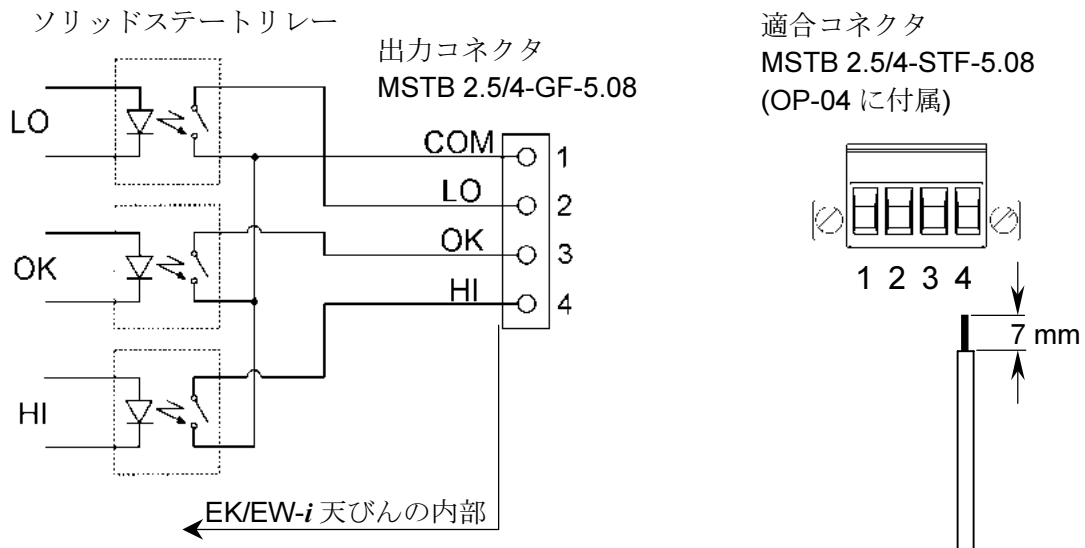 ソリッドステートリレー
出力コネクタ
MSTB 2.5/4-GF-5.08
適合コネクタ
MSTB 2.5/4-STF-5.08
(OP-04 に付属)
LO
OK
HI
COM 1
LO 2
OK 3
HI 4
1 2 3 4
7 mm
EK/EW-i 天びんの内部